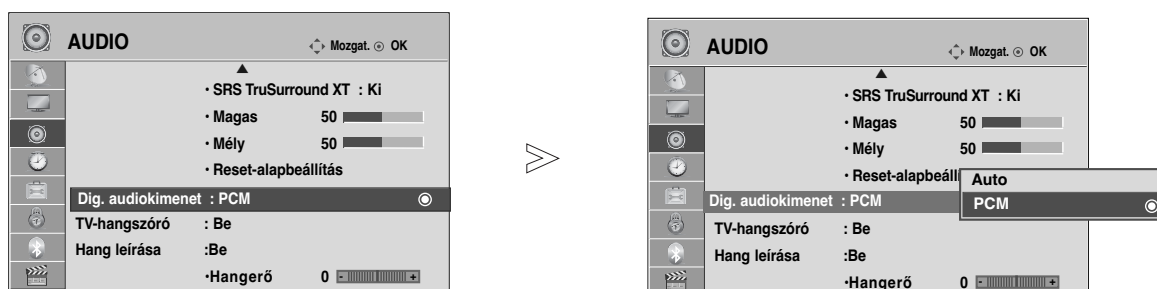 AUDIO
Mozgat. OK
• SRS TruSurround XT : Ki
• Magas 50
• Mély 50
• Reset-alapbeállítás
Dig. audiokimenet : PCM
TV-hangszóró : Be
Hang leírása :Be
•Hangerő 0 - +
AUDIO
Mozgat. OK
• SRS TruSurround XT : Ki
• Magas 50
• Mély 50
• Reset-alapbeállí
Auto
PCM
Dig. audiokimenet : PCM
TV-hangszóró : Be
Hang leírása :Be
•Hangerő 0 - +